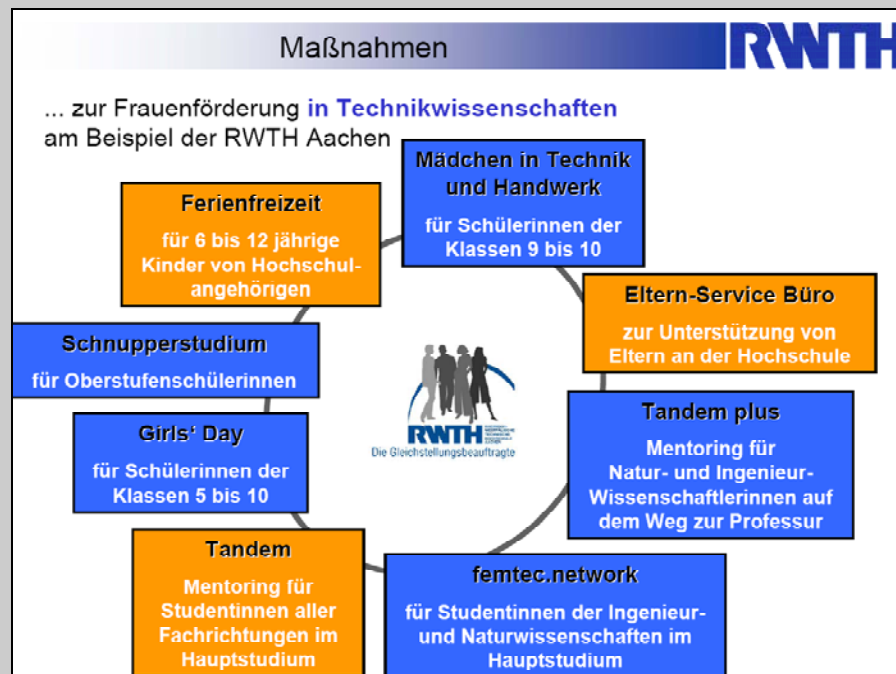 Maßnahmen
RWTH
... zur Frauenförderung in Technikwissenschaften
am Beispiel der RWTH Aachen
Mädchen in Technik
und Handwerk
für Schülerinnen der
Klassen 9 bis 10
Ferienfreizeit
für 6 bis 12 jährige
Kinder von Hochschul-
angehörigen
Eltern-Service Büro
zur Unterstützung von
Eltern an der Hochschule
Schnupperstudium
für Oberstufenschülerinnen
Tandem plus
Mentoring für
Natur- und Ingenieur-
Wissenschaftlerinnen auf
dem Weg zur Professur
Girls‘ Day
für Schülerinnen der
Klassen 5 bis 10
RWTH
Die Gleichstellungsbeauftragte
Tandem
Mentoring für
Studentinnen aller
Fachrichtungen im
Hauptstudium
femtec.network
für Studentinnen der Ingenieur-
und Naturwissenschaften im
Hauptstudium